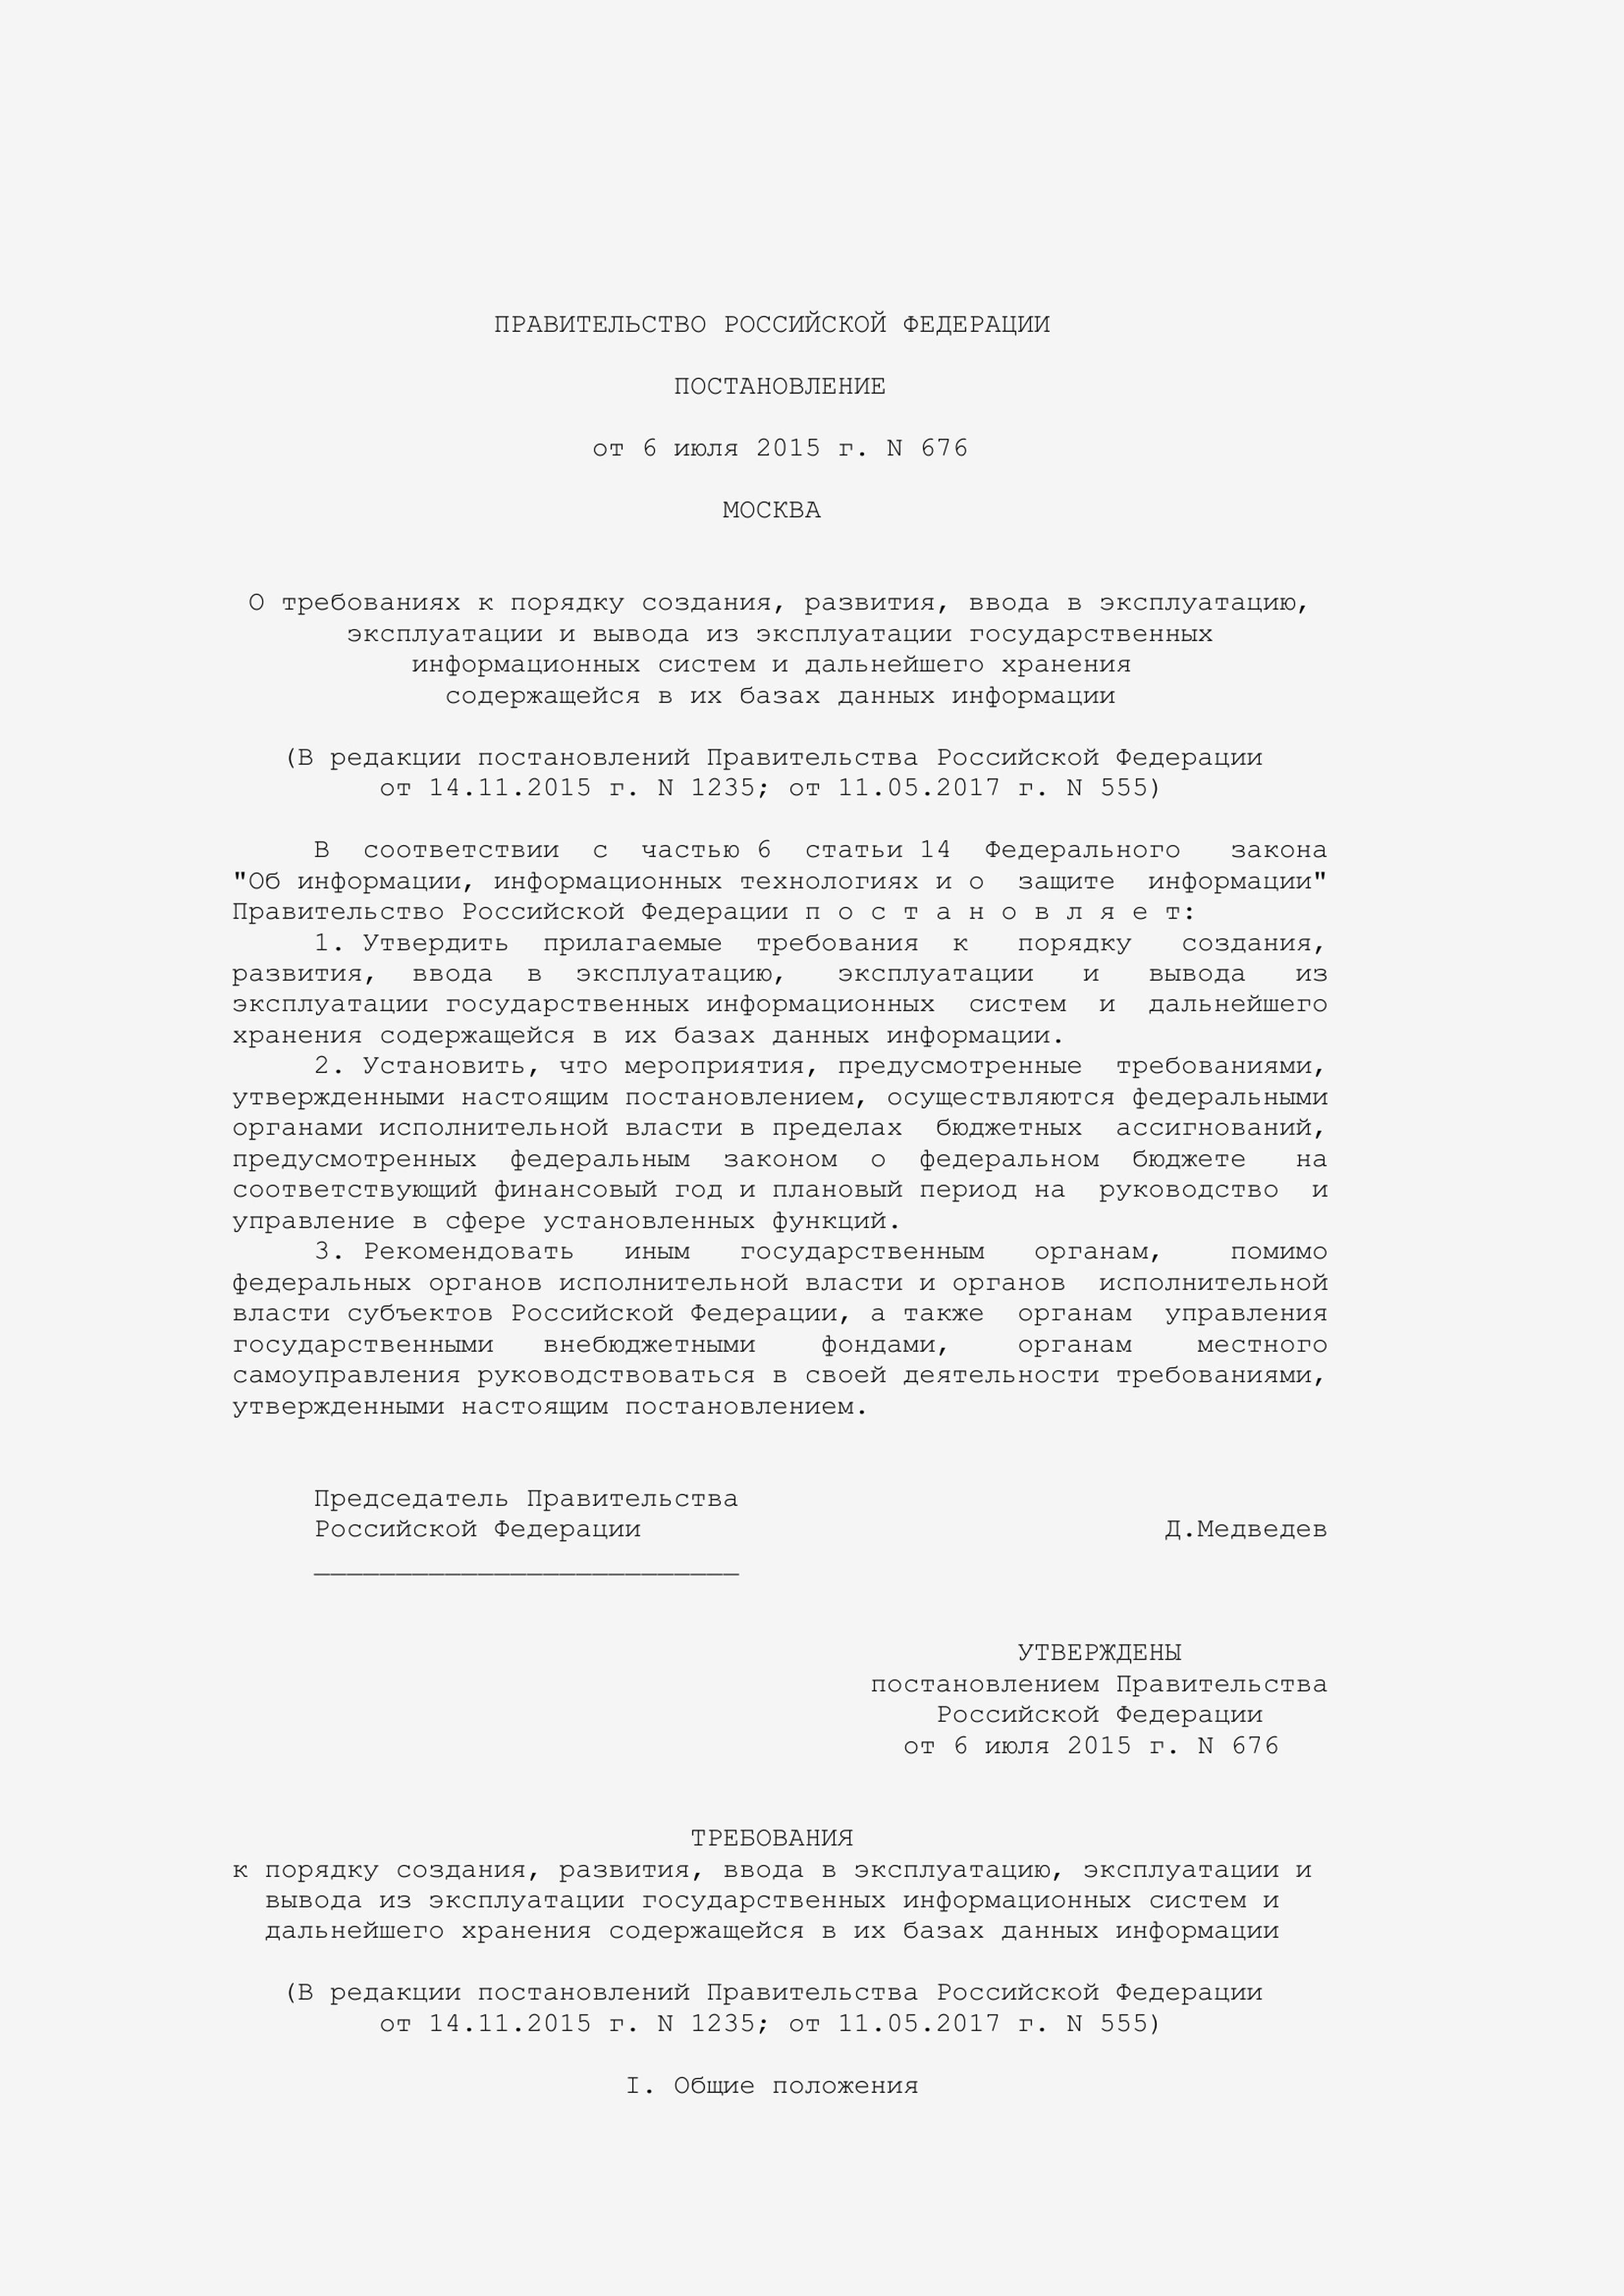 ПРАВИТЕЛЬСТВО РОССИЙСКОЙ ФЕДЕРАЦИИ
ПОСТАНОВЛЕНИЕ
от 6 июля 2015 г. N 676
МОСКВА
О требованиях к порядку создания, развития, ввода в эксплуатацию,
эксплуатации и вывода из эксплуатации государственных
информационных систем и дальнейшего хранения
содержащейся в их базах данных информации
(В редакции постановлений Правительства Российской Федерации
от 14.11.2015 г. N 1235; от 11.05.2017 г. N 555)
В соответствии с частью 6 статьи 14 Федерального закона
"Об информации, информационных технологиях и о защите информации"
Правительство Российской Федерации п о с т а н о в л я е т:
1. Утвердить прилагаемые требования к порядку создания,
развития, ввода в эксплуатацию, эксплуатации и вывода из
эксплуатации государственных информационных систем и дальнейшего
хранения содержащейся в их базах данных информации.
2. Установить, что мероприятия, предусмотренные требованиями,
утвержденными настоящим постановлением, осуществляются федеральными
органами исполнительной власти в пределах бюджетных ассигнований,
предусмотренных федеральным законом о федеральном бюджете на
соответствующий финансовый год и плановый период на руководство и
управление в сфере установленных функций.
3. Рекомендовать иным государственным органам, помимо
федеральных органов исполнительной власти и органов исполнительной
власти субъектов Российской Федерации, а также органам управления
государственными внебюджетными фондами, органам местного
самоуправления руководствоваться в своей деятельности требованиями,
утвержденными настоящим постановлением.
Председатель Правительства
Российской Федерации Д.Медведев
__________________________
УТВЕРЖДЕНЫ
постановлением Правительства
Российской Федерации
от 6 июля 2015 г. N 676
ТРЕБОВАНИЯ
к порядку создания, развития, ввода в эксплуатацию, эксплуатации и
вывода из эксплуатации государственных информационных систем и
дальнейшего хранения содержащейся в их базах данных информации
(В редакции постановлений Правительства Российской Федерации
от 14.11.2015 г. N 1235; от 11.05.2017 г. N 555)
I. Общие положения